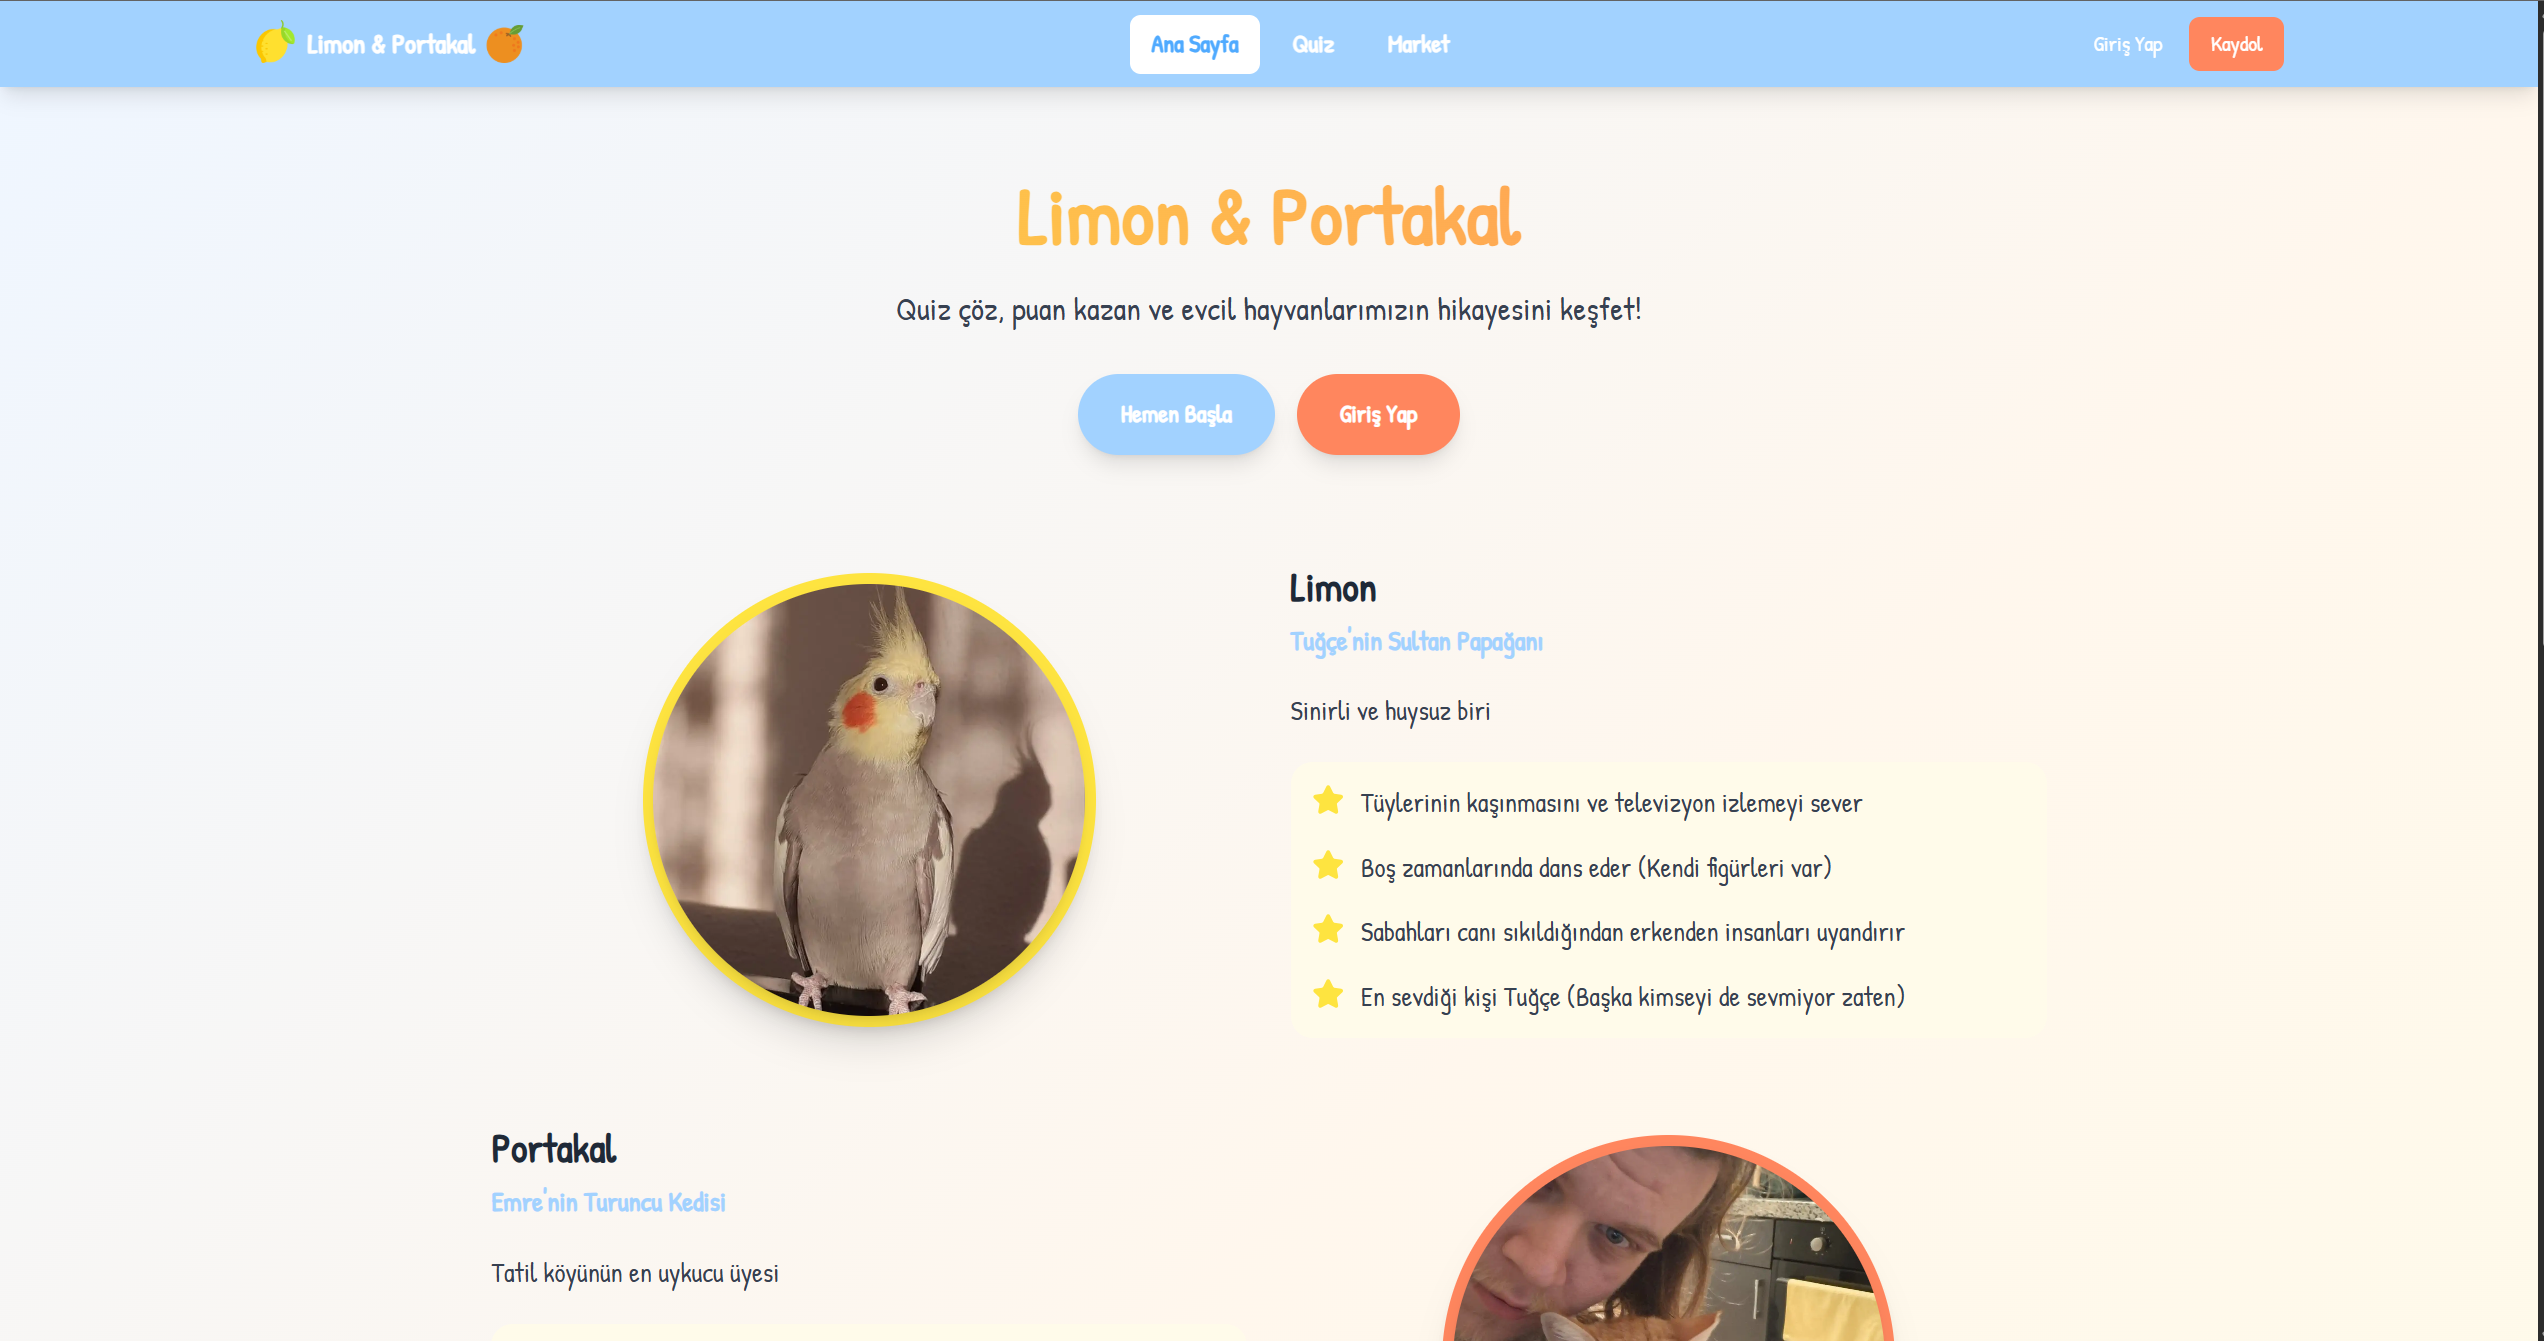 Limon & Portakal
Ana Sayfa
Quiz
Market
Giriş Yap
Kaydol
Limon & Portakal
Quiz çöz, puan kazan ve evcil hayvanlarımızın hikayesini keşfet!
Hemen Başla
Giriş Yap
Limon
Tuğçe'nin Sultan Papağanı
Sinirli ve huysuz biri
Tüylerinin kaşınmasını ve televizyon izlemeyi sever
Boş zamanlarında dans eder (Kendi figürleri var)
Sabahları canı sıkıldığından erkenden insanları uyandırır
En sevdiği kişi Tuğçe (Başka kimseyi de sevmiyor zaten)
Portakal
Emre'nin Turuncu Kedisi
Tatil köyünün en uykucu üyesi